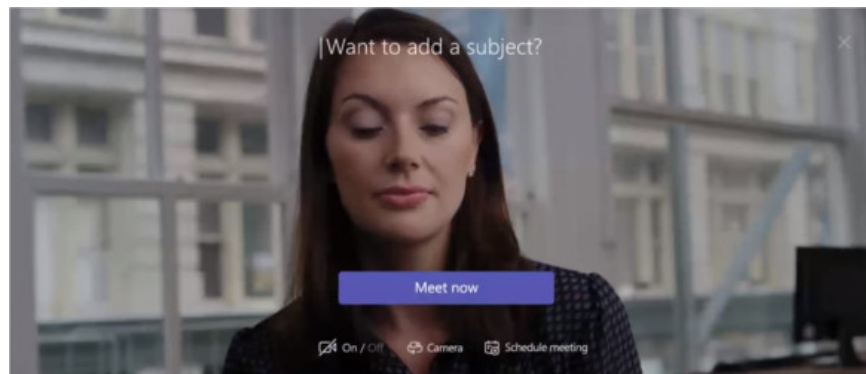 Want to add a subject?
Meet now
On / Off
Camera
Schedule meeting